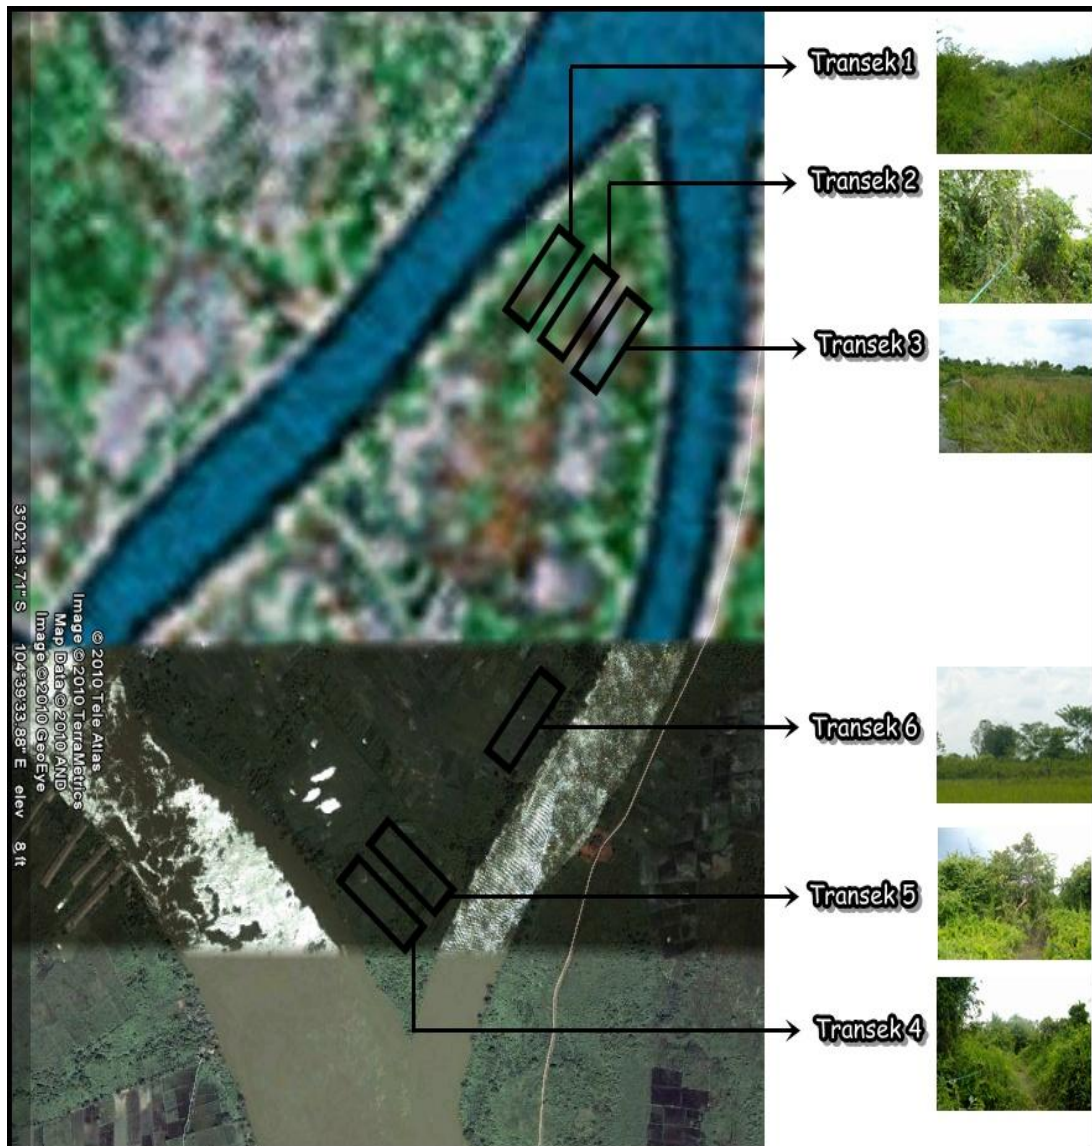 Transek 1
Transek 2
Transek 3
Transek 6
Transek 5
Transek 4
© 2010 Tele Atlas
Image © 2010 TerraMetrics
Map Data © 2010 AND
Image © 2010 GeoEye
3°02'13.71" S 104°39'33.88" E elev 8 ft